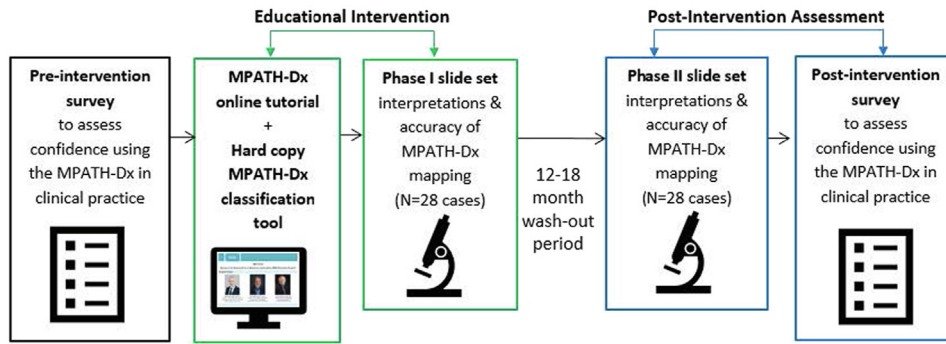 Educational Intervention
Post-Intervention Assessment
Pre-intervention
survey
to assess
confidence using
the MPATH-Dx in
clinical practice
MPATH-Dx
online tutorial
+
Hard copy
MPATH-Dx
classification
tool
Phase I slide set
interpretations &
accuracy of
MPATH-Dx
mapping
(N=28 cases)
12-18
month
wash-out
period
Phase II slide set
interpretations &
accuracy of
MPATH-Dx
mapping
(N=28 cases)
Post-intervention
survey
to assess
confidence using
the MPATH-Dx in
clinical practice